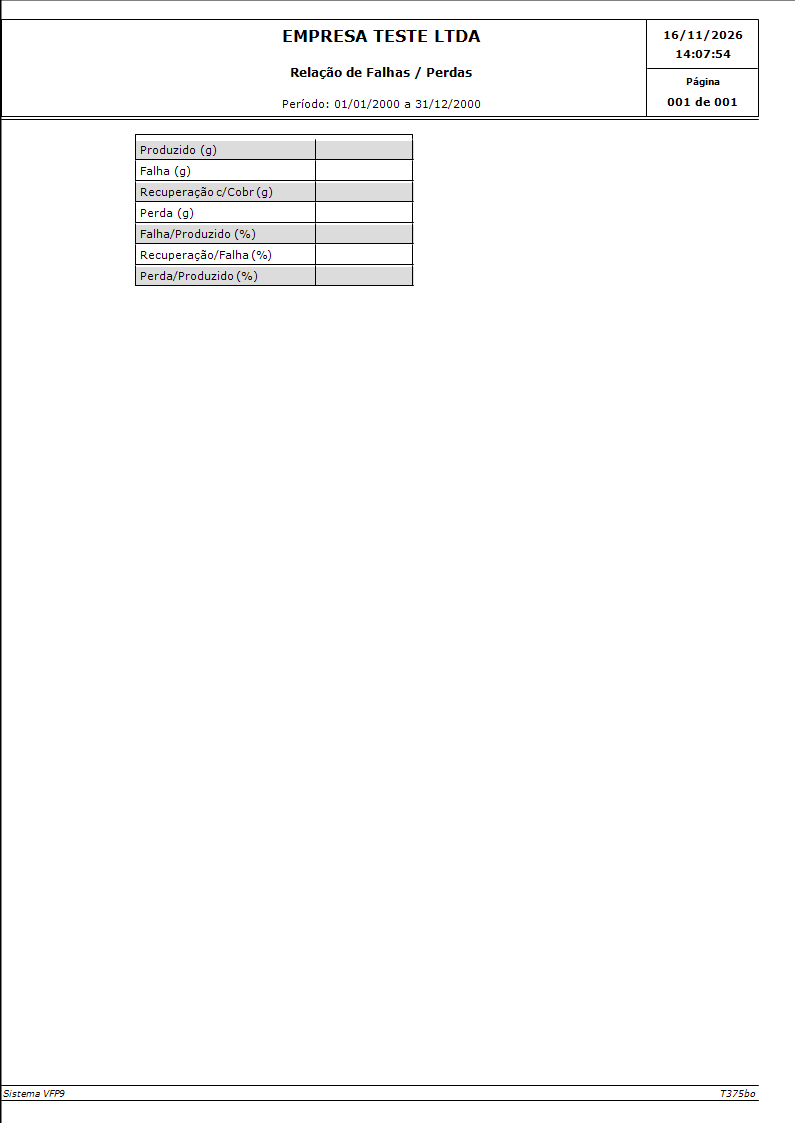 EMPRESA TESTE LTDA
16/11/2026
14:07:54
Relação de Falhas / Perdas
Página
Período: 01/01/2000 a 31/12/2000
001 de 001
Produzido (g)
Falha (g)
Recuperação c/Cobr (g)
Perda (g)
Falha/Produzido (%)
Recuperação/Falha (%)
Perda/Produzido (%)
Sistema VFP9
T375bo